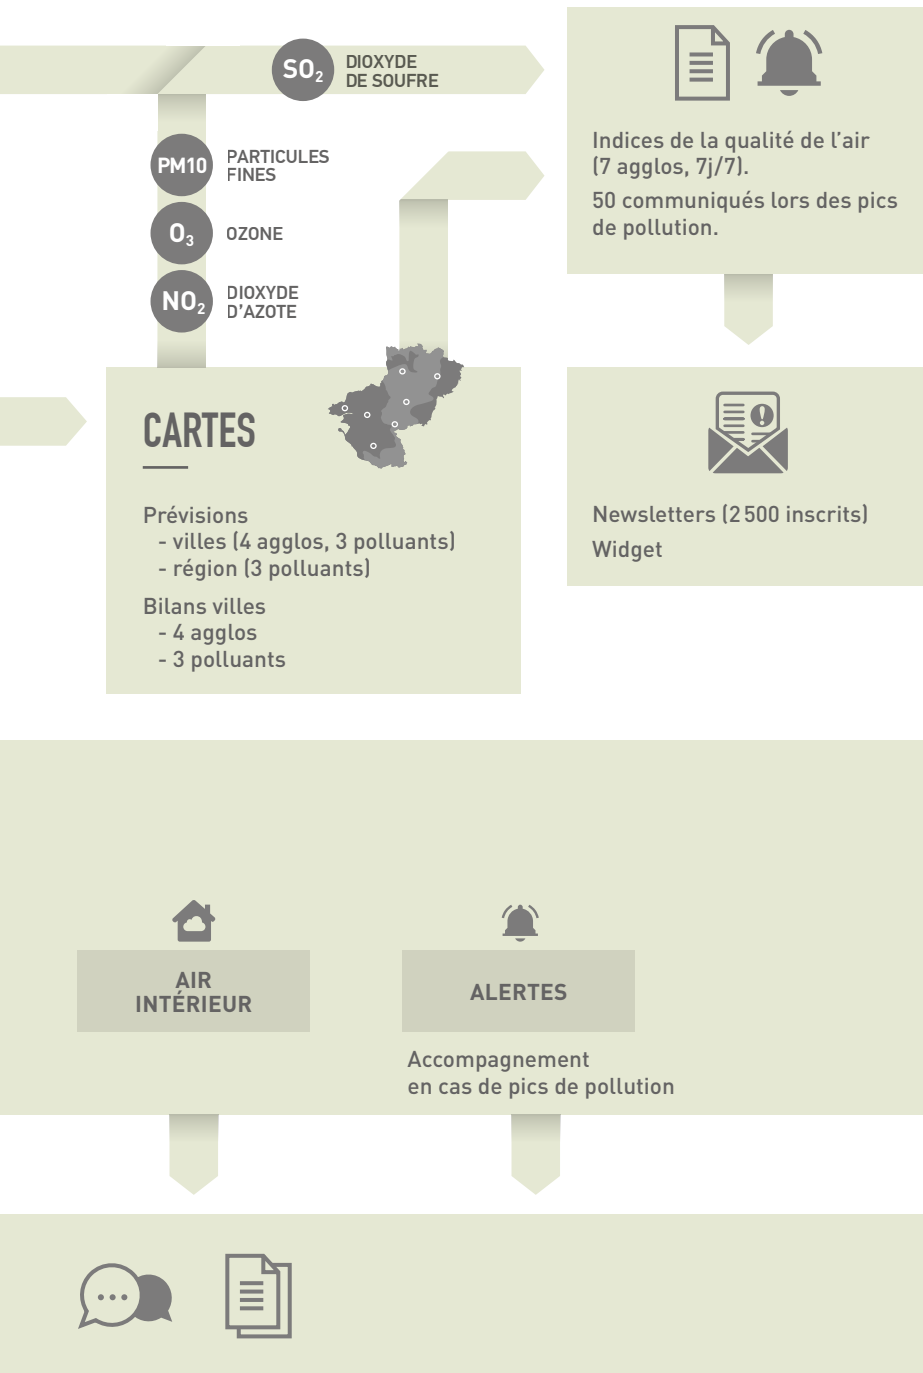 SO₂
DIOXYDE
DE SOUFRE
PM10
PARTICULES
FINES
O₃
OZONE
NO₂
DIOXYDE
D’AZOTE
Indices de la qualité de l’air
(7 agglos, 7j/7).
50 communiqués lors des pics
de pollution.
CARTES
Prévisions
- villes (4 agglos, 3 polluants)
- région (3 polluants)
Bilans villes
- 4 agglos
- 3 polluants
Newsletters (2 500 inscrits)
Widget
AIR
INTÉRIEUR
ALERTES
Accompagnement
en cas de pics de pollution